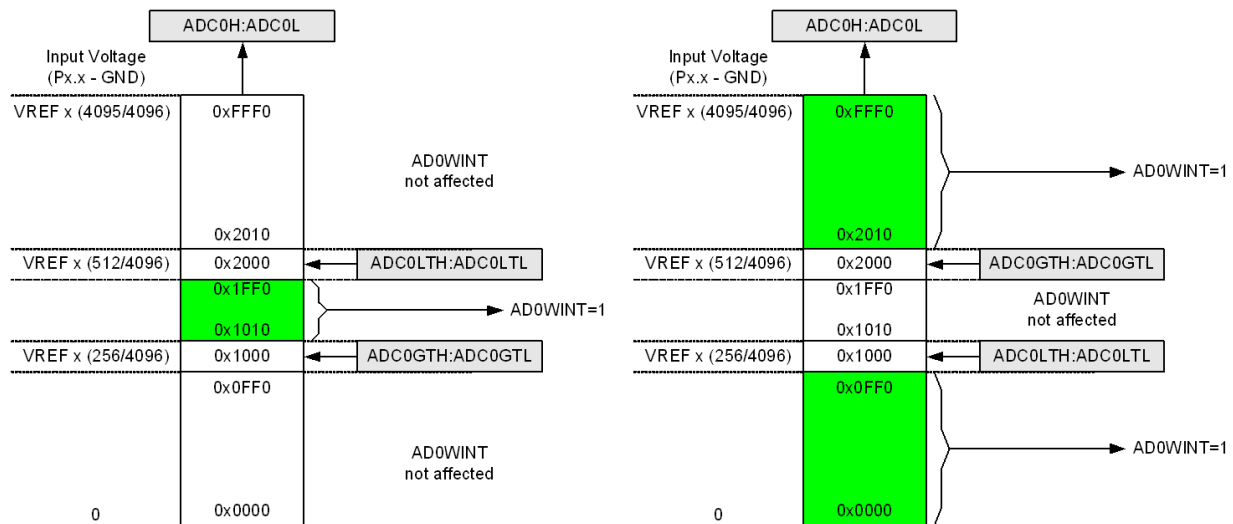 ADC0H:ADC0L
Input Voltage
(Px.x - GND)
VREF x (4095/4096)
0xFFF0
AD0WINT
not affected
0x2010
VREF x (512/4096)
0x2000
ADC0LTH:ADC0LTL
0x1FF0
AD0WINT=1
0x1010
VREF x (256/4096)
0x1000
ADC0GTH:ADC0GTL
0x0FF0
AD0WINT
not affected
0
0x0000
ADC0H:ADC0L
Input Voltage
(Px.x - GND)
VREF x (4095/4096)
0xFFF0
AD0WINT=1
0x2010
VREF x (512/4096)
0x2000
ADC0GTH:ADC0GTL
0x1FF0
AD0WINT
not affected
0x1010
VREF x (256/4096)
0x1000
ADC0LTH:ADC0LTL
0x0FF0
AD0WINT=1
0
0x0000